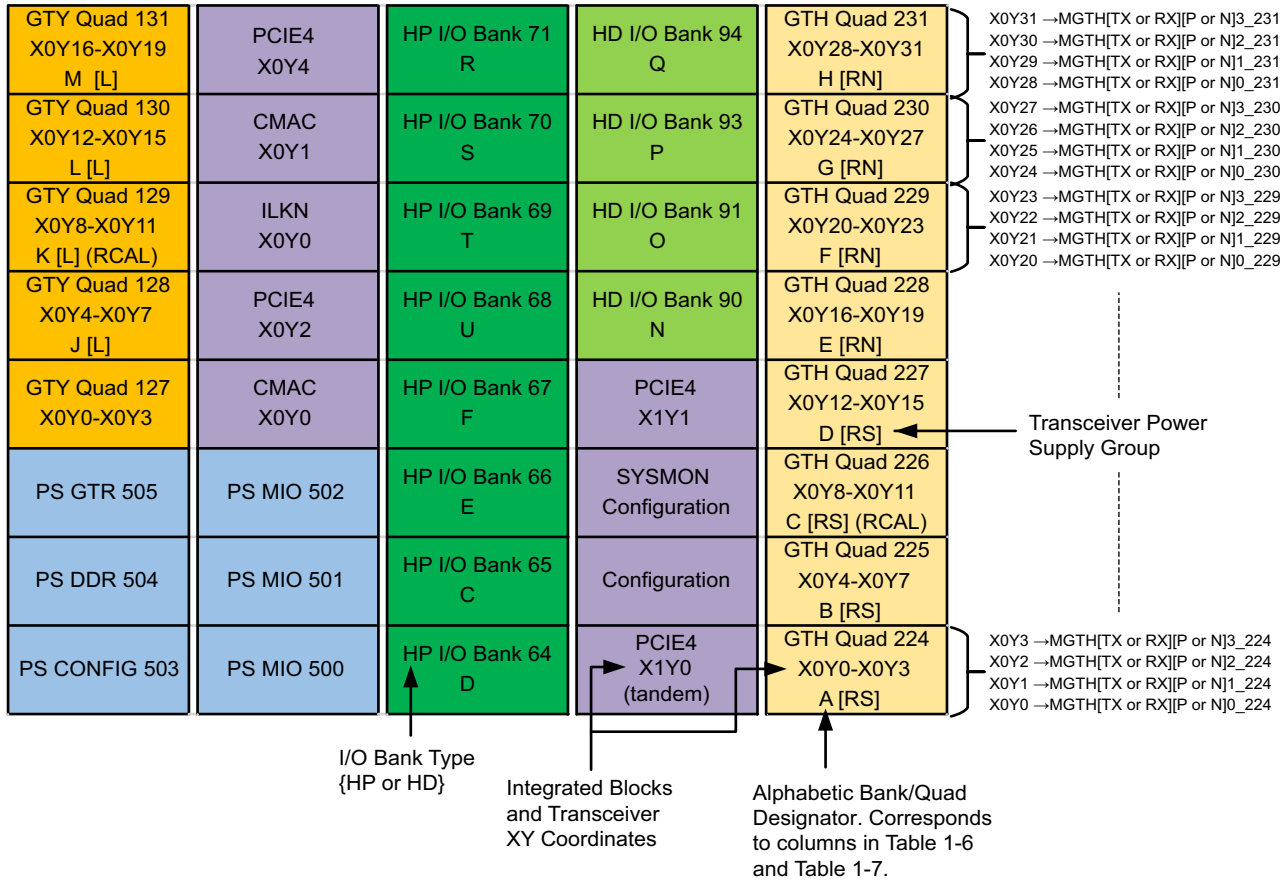 GTY Quad 131
X0Y16-X0Y19
M [L]
PCIE4
X0Y4
HP I/O Bank 71
R
HD I/O Bank 94
Q
GTH Quad 231
X0Y28-X0Y31
H [RN]
X0Y31 →MGTH[TX or RX][P or N]3_231
X0Y30 →MGTH[TX or RX][P or N]2_231
X0Y29 →MGTH[TX or RX][P or N]1_231
X0Y28 →MGTH[TX or RX][P or N]0_231
GTY Quad 130
X0Y12-X0Y15
L [L]
CMAC
X0Y1
HP I/O Bank 70
S
HD I/O Bank 93
P
GTH Quad 230
X0Y24-X0Y27
G [RN]
X0Y27 →MGTH[TX or RX][P or N]3_230
X0Y26 →MGTH[TX or RX][P or N]2_230
X0Y25 →MGTH[TX or RX][P or N]1_230
X0Y24 →MGTH[TX or RX][P or N]0_230
GTY Quad 129
X0Y8-X0Y11
K [L] (RCAL)
ILKN
X0Y0
HP I/O Bank 69
T
HD I/O Bank 91
O
GTH Quad 229
X0Y20-X0Y23
F [RN]
X0Y23 →MGTH[TX or RX][P or N]3_229
X0Y22 →MGTH[TX or RX][P or N]2_229
X0Y21 →MGTH[TX or RX][P or N]1_229
X0Y20 →MGTH[TX or RX][P or N]0_229
GTY Quad 128
X0Y4-X0Y7
J [L]
PCIE4
X0Y2
HP I/O Bank 68
U
HD I/O Bank 90
N
GTH Quad 228
X0Y16-X0Y19
E [RN]
GTY Quad 127
X0Y0-X0Y3
CMAC
X0Y0
HP I/O Bank 67
F
PCIE4
X1Y1
GTH Quad 227
X0Y12-X0Y15
D [RS]
Transceiver Power
Supply Group
PS GTR 505
PS MIO 502
HP I/O Bank 66
E
SYSMON
Configuration
GTH Quad 226
X0Y8-X0Y11
C [RS] (RCAL)
PS DDR 504
PS MIO 501
HP I/O Bank 65
C
Configuration
GTH Quad 225
X0Y4-X0Y7
B [RS]
PS CONFIG 503
PS MIO 500
HP I/O Bank 64
D
PCIE4
X1Y0
(tandem)
GTH Quad 224
X0Y0-X0Y3
A [RS]
X0Y3 →MGTH[TX or RX][P or N]3_224
X0Y2 →MGTH[TX or RX][P or N]2_224
X0Y1 →MGTH[TX or RX][P or N]1_224
X0Y0 →MGTH[TX or RX][P or N]0_224
I/O Bank Type
{HP or HD}
Integrated Blocks
and Transceiver
XY Coordinates
Alphabetic Bank/Quad
Designator. Corresponds
to columns in Table 1-6
and Table 1-7.